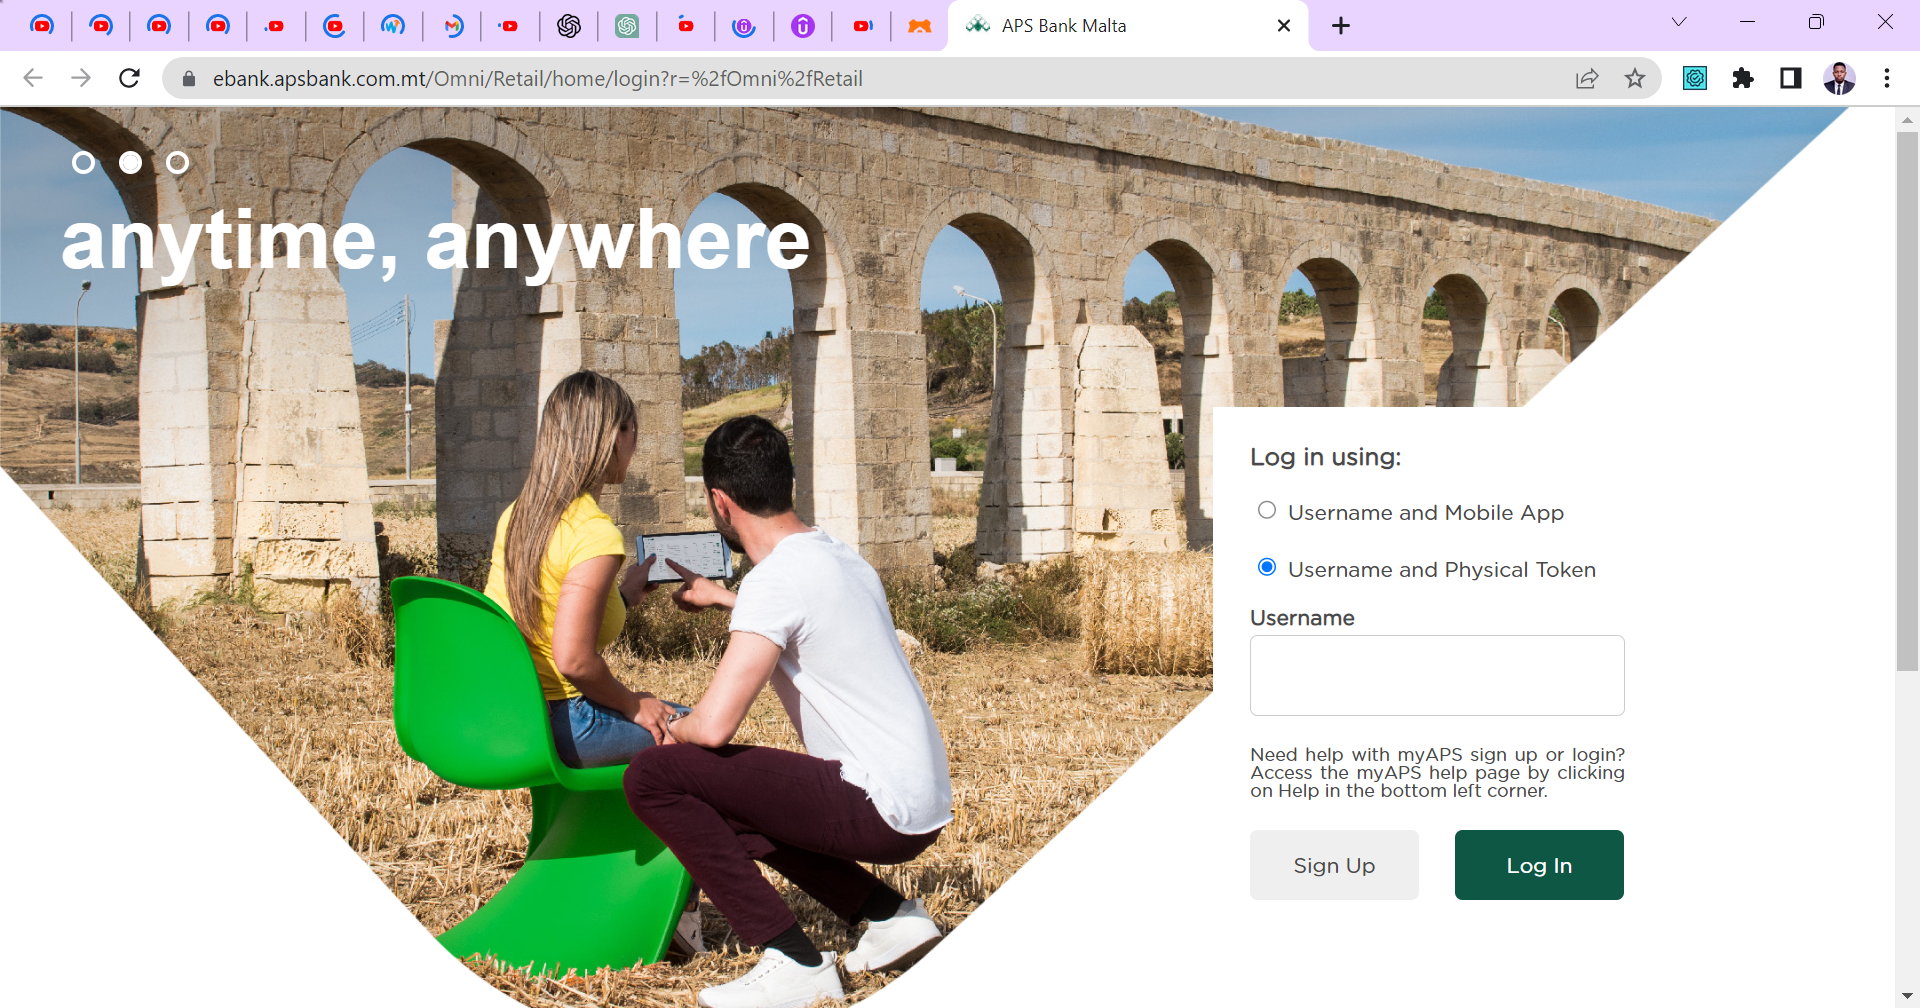 APS Bank Malta
ebank.apsbank.com.mt/Omni/Retail/home/login?r=%2fOmni%2fRetail
anytime, anywhere
Log in using:
Username and Mobile App
Username and Physical Token
Username
Need help with myAPS sign up or login?
Access the myAPS help page by clicking
on Help in the bottom left corner.
Sign Up
Log In